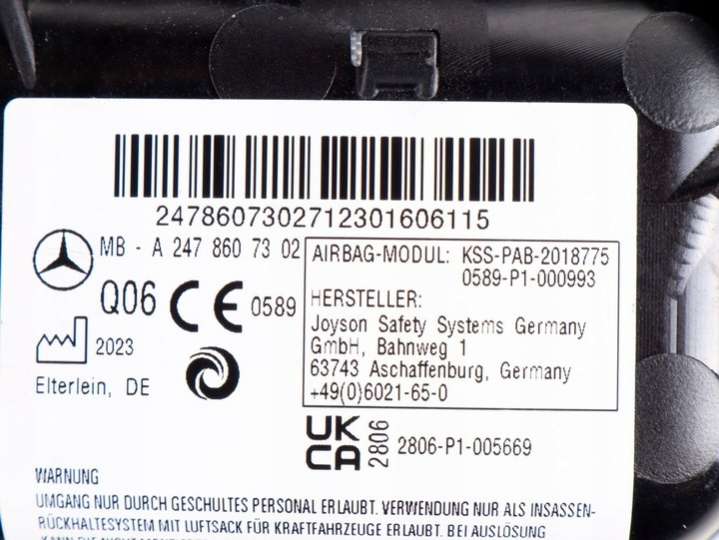 2478607302712301606115
MB - A 247 860 73 02
Q06 CE 0589
2023
Elterlein, DE
AIRBAG-MODUL: KSS-PAB-2018775
0589-P1-000993
HERSTELLER:
Joyson Safety Systems Germany
GmbH, Bahnweg 1
63743 Aschaffenburg, Germany
+49(0)6021-65-0
UK
CA 2806 2806-P1-005669
WARNUNG
UMGANG NUR DURCH GESCHULTES PERSONAL ERLAUBT. VERWENDUNG NUR ALS INSASSEN-
RÜCKHALTESYSTEM MIT LUFTSACK FÜR KRAFTFAHRZEUGE ERLAUBT. BEI AUSLÖSUNG